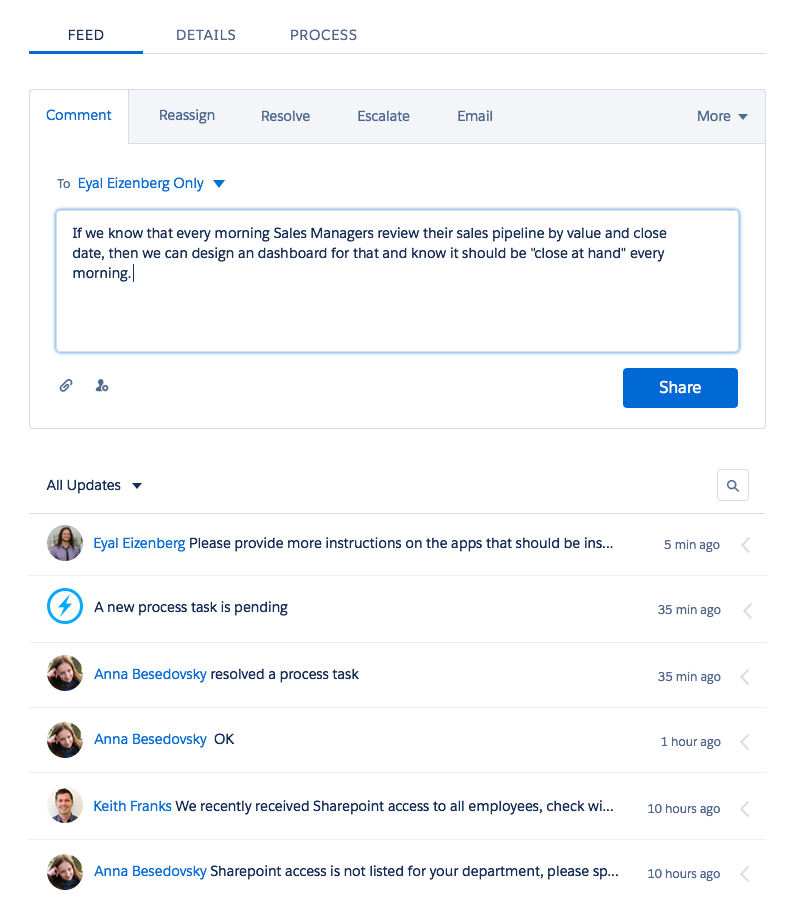 FEED DETAILS PROCESS
Comment Reassign Resolve Escalate Email More
To Eyal Eizenberg Only
If we know that every morning Sales Managers review their sales pipeline by value and close
date, then we can design an dashboard for that and know it should be "close at hand" every
morning.
Share
All Updates
Eyal Eizenberg Please provide more instructions on the apps that should be ins... 5 min ago
A new process task is pending 35 min ago
Anna Besedovsky resolved a process task 35 min ago
Anna Besedovsky OK 1 hour ago
Keith Franks We recently received Sharepoint access to all employees, check wi... 10 hours ago
Anna Besedovsky Sharepoint access is not listed for your department, please sp... 10 hours ago